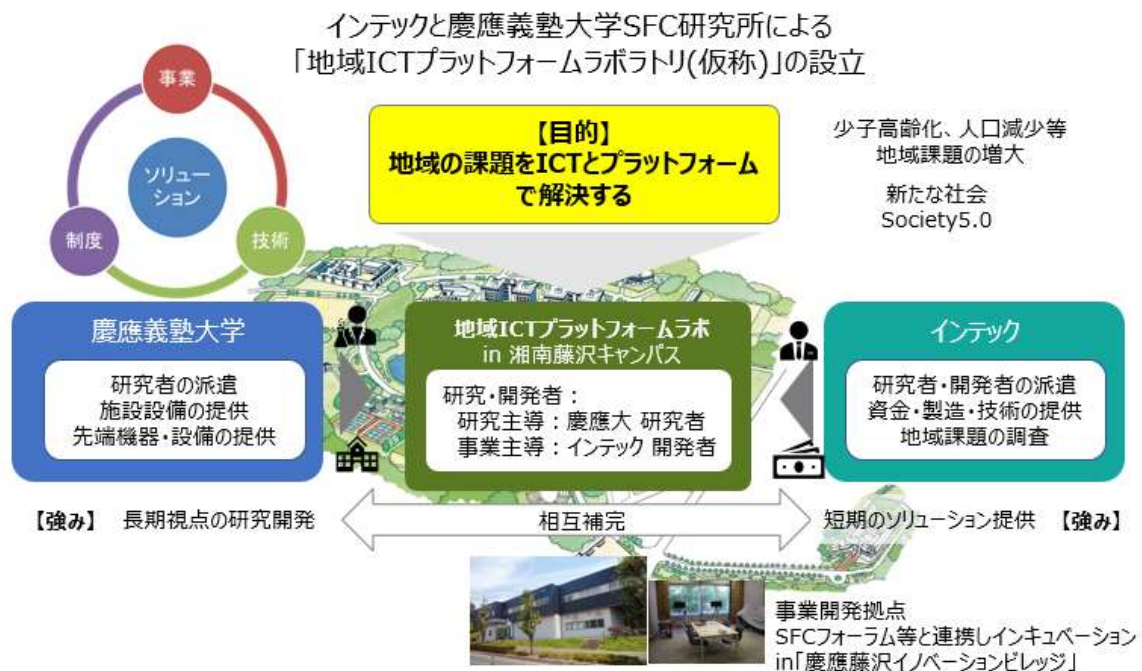 インテックと慶應義塾大学SFC研究所による
「地域ICTプラットフォームラボラトリ(仮称)」の設立
事業
ソリュー
ション
制度
技術
【目的】
地域の課題をICTとプラットフォーム
で解決する
少子高齢化、人口減少等
地域課題の増大
新たな社会
Society5.0
慶應義塾大学
研究者の派遣
施設設備の提供
先端機器・設備の提供
地域ICTプラットフォームラボ
in 湘南藤沢キャンパス
研究・開発者：
研究主導：慶應大 研究者
事業主導：インテック 開発者
インテック
研究者・開発者の派遣
資金・製造・技術の提供
地域課題の調査
【強み】 長期視点の研究開発
相互補完
短期のソリューション提供 【強み】
事業開発拠点
SFCフォーラム等と連携しインキュベーション
in「慶應藤沢イノベーションビレッジ」